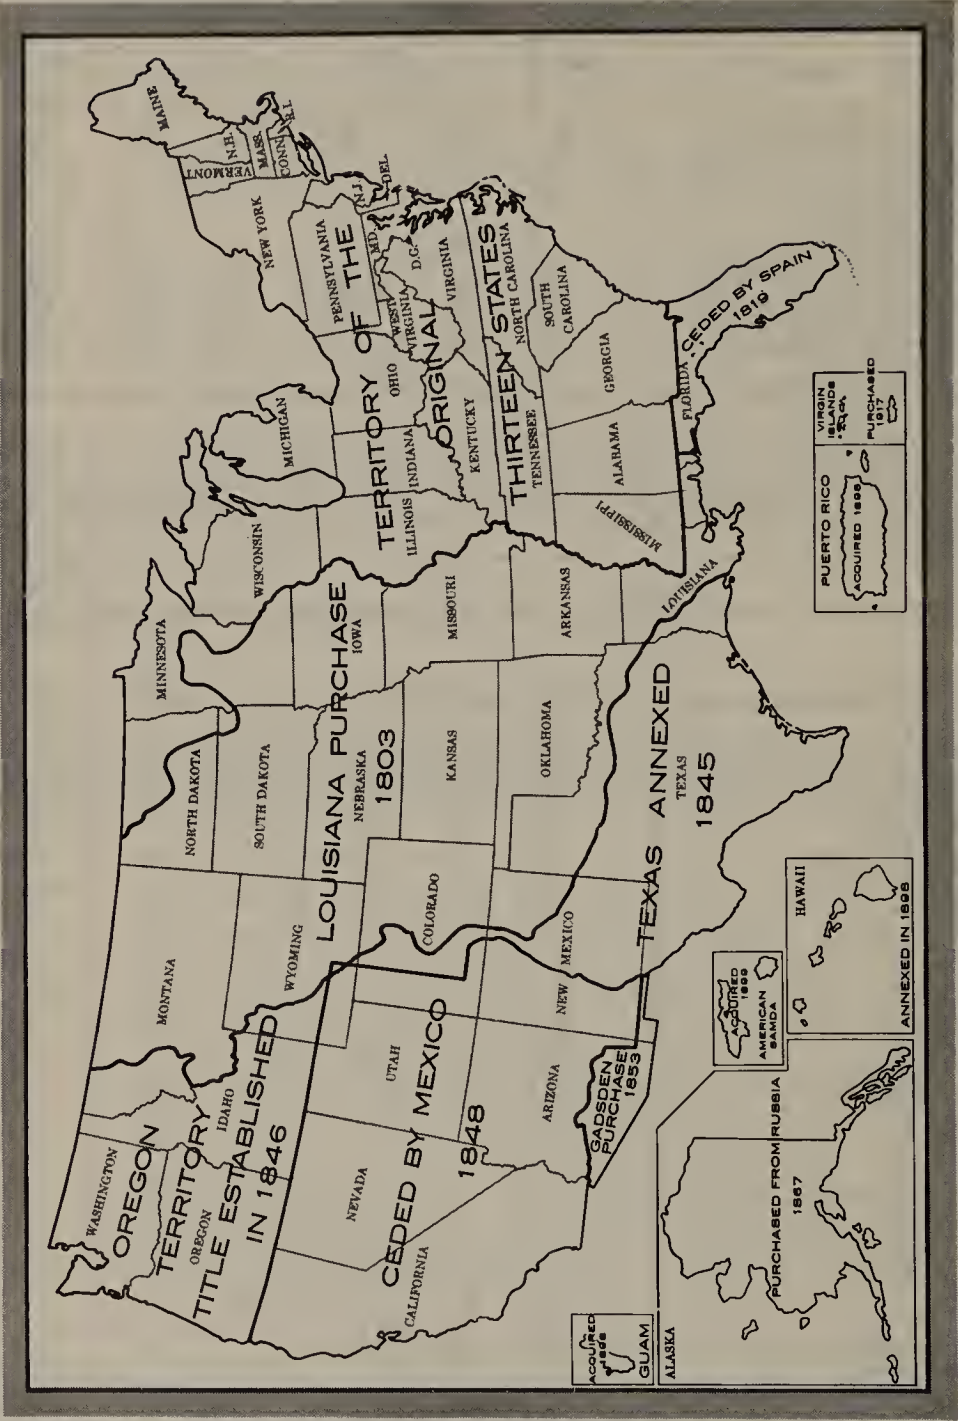 WASHINGTON
OREGON
TERRITORY
OREGON
TITLE ESTABLISHED
IN 1846
IDAHO
MONTANA
WYOMING
NORTH DAKOTA
SOUTH DAKOTA
MINNESOTA
WISCONSIN
MICHIGAN
LOUISIANA PURCHASE
1803
NEBRASKA
IOWA
KANSAS
MISSOURI
COLORADO
OKLAHOMA
ARKANSAS
LOUISIANA
NEVADA
UTAH
CALIFORNIA
CEDED BY MEXICO
1848
ARIZONA
NEW MEXICO
GADSDEN
PURCHASE
1853
TEXAS ANNEXED
TEXAS
1845
MAINE
N.H.
VERMONT
MASS.
CONN.
R.I.
NEW YORK
PENNSYLVANIA
N.J.
DEL.
MD.
D.C.
WEST
VIRGINIA
VIRGINIA
OHIO
INDIANA
ILLINOIS
KENTUCKY
TERRITORY OF THE
ORIGINAL
THIRTEEN STATES
TENNESSEE
NORTH CAROLINA
SOUTH
CAROLINA
GEORGIA
ALABAMA
MISSISSIPPI
FLORIDA
CEDED BY SPAIN
1819
GUAM
ACQUIRED
1898
ALASKA
PURCHASED FROM RUSSIA
1867
ACQUIRED
1899
AMERICAN
SAMOA
HAWAII
ANNEXED IN 1898
PUERTO RICO
ACQUIRED 1898
VIRGIN
ISLANDS
PURCHASED
1917